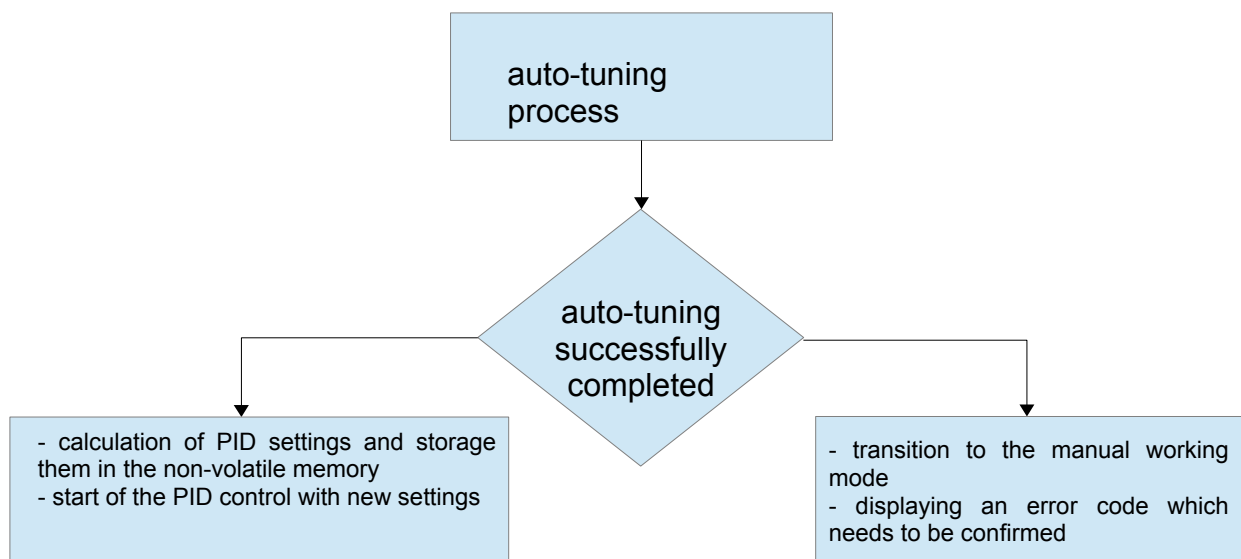 auto-tuning
process
auto-tuning
successfully
completed
- calculation of PID settings and storage
them in the non-volatile memory
- start of the PID control with new settings
- transition to the manual working
mode
- displaying an error code which
needs to be confirmed